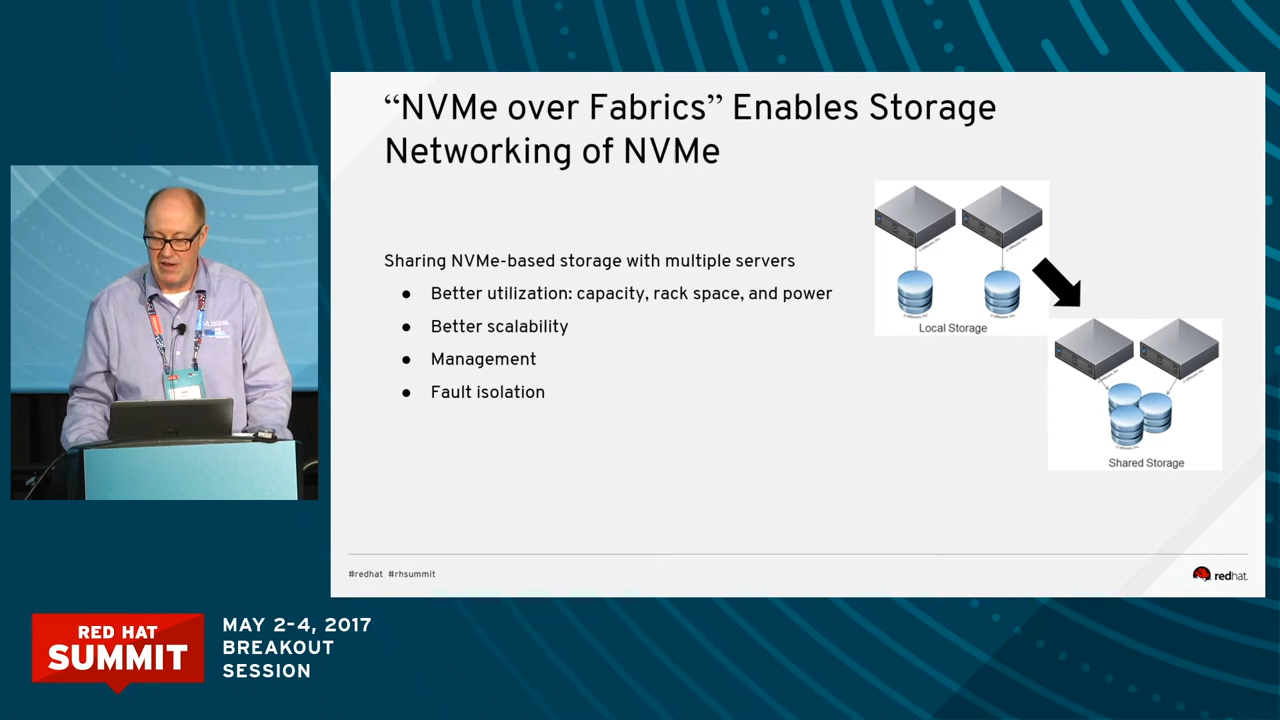 “NVMe over Fabrics” Enables Storage
Networking of NVMe
Sharing NVMe-based storage with multiple servers
● Better utilization: capacity, rack space, and power
● Better scalability
● Management
● Fault isolation
Local Storage
Shared Storage
#redhat #rhsummit
redhat.
RED HAT
SUMMIT
MAY 2-4, 2017
BREAKOUT
SESSION